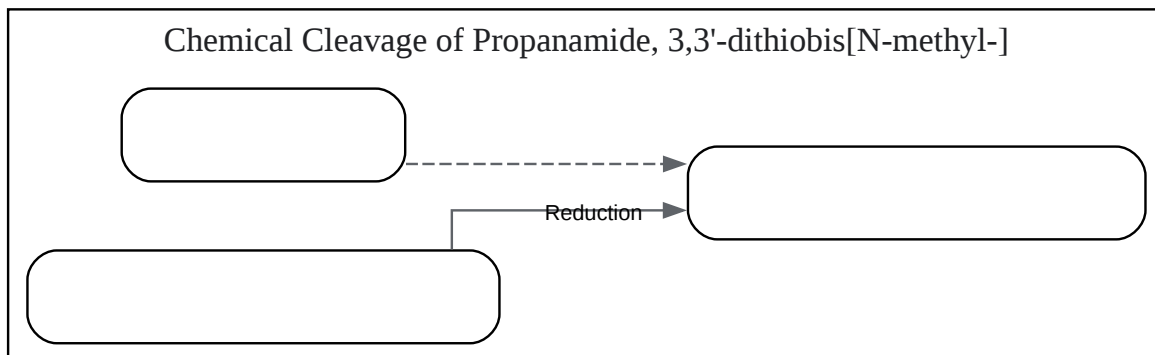 Chemical Cleavage of Propanamide, 3,3'-dithiobis[N-methyl-]
Reduction